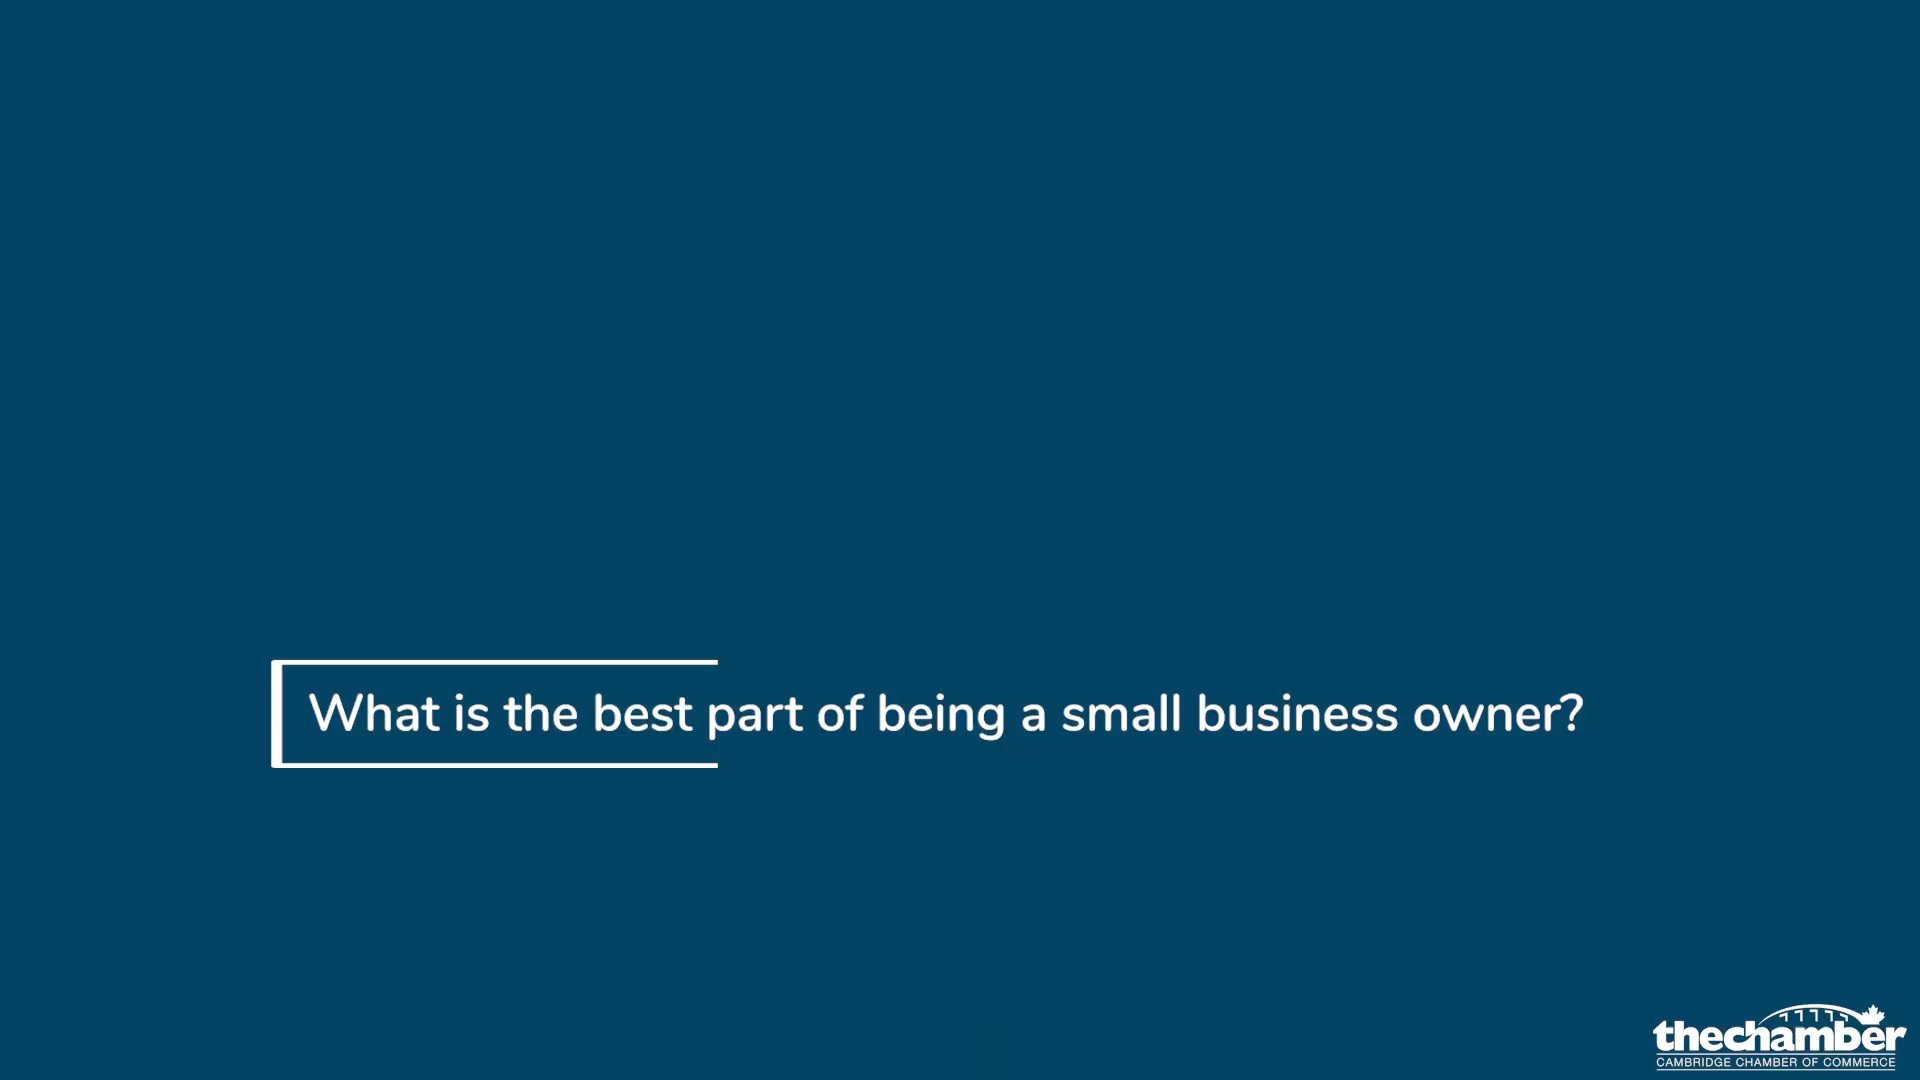 What is the best part of being a small business owner?
thechamber
CAMBRIDGE CHAMBER OF COMMERCE